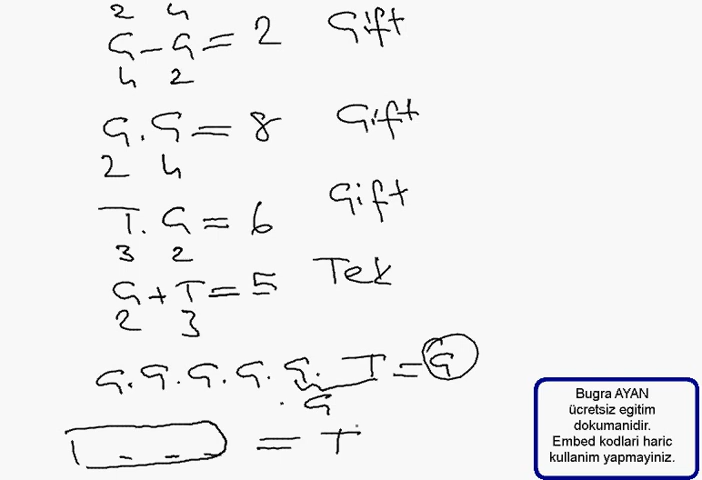 2 4
Ç - Ç = 2 Çift
4 2
Ç . Ç = 8 Çift
2 4
T . Ç = 6 Çift
3 2
Ç + T = 5 Tek
2 3
Ç . Ç . Ç . Ç . Ç . T = Ç
. Ç
= T
Bugra AYAN
ücretsiz egitim
dokumanidir.
Embed kodlari haric
kullanim yapmayiniz.